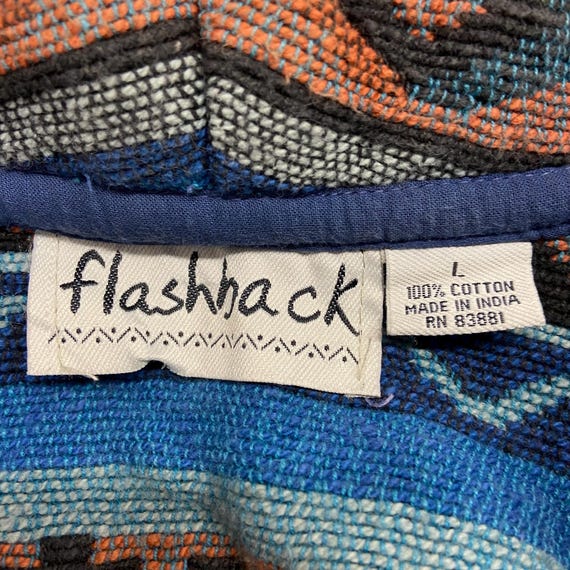 flashback
L
100% COTTON
MADE IN INDIA
RN 83881